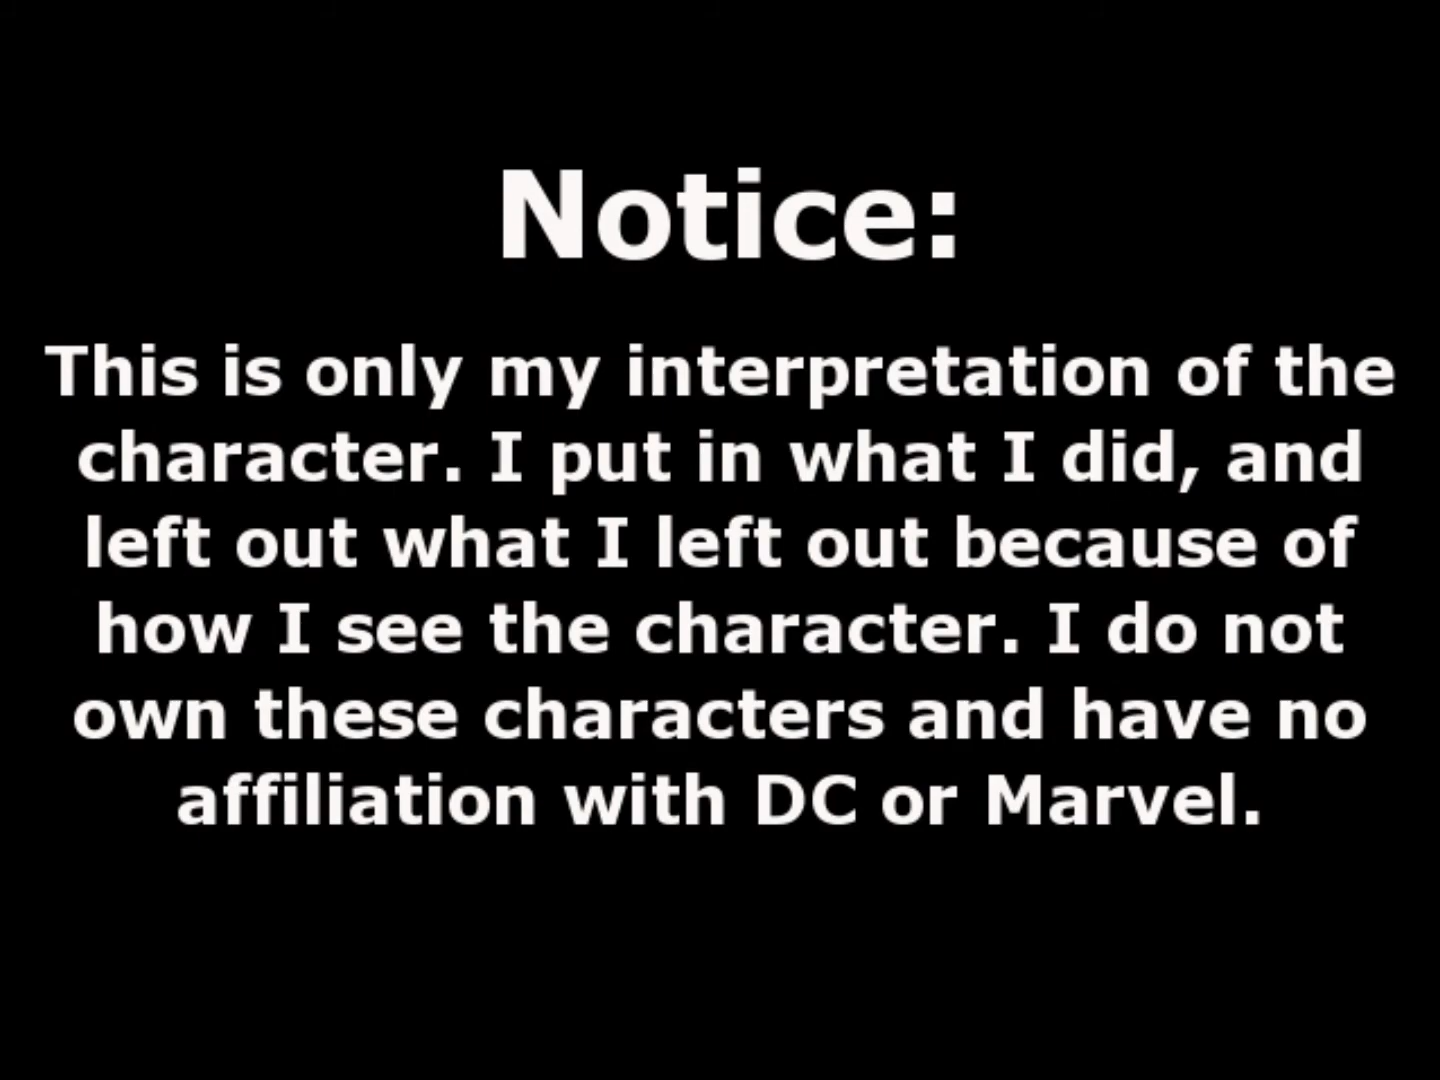 Notice:
This is only my interpretation of the
character. I put in what I did, and
left out what I left out because of
how I see the character. I do not
own these characters and have no
affiliation with DC or Marvel.